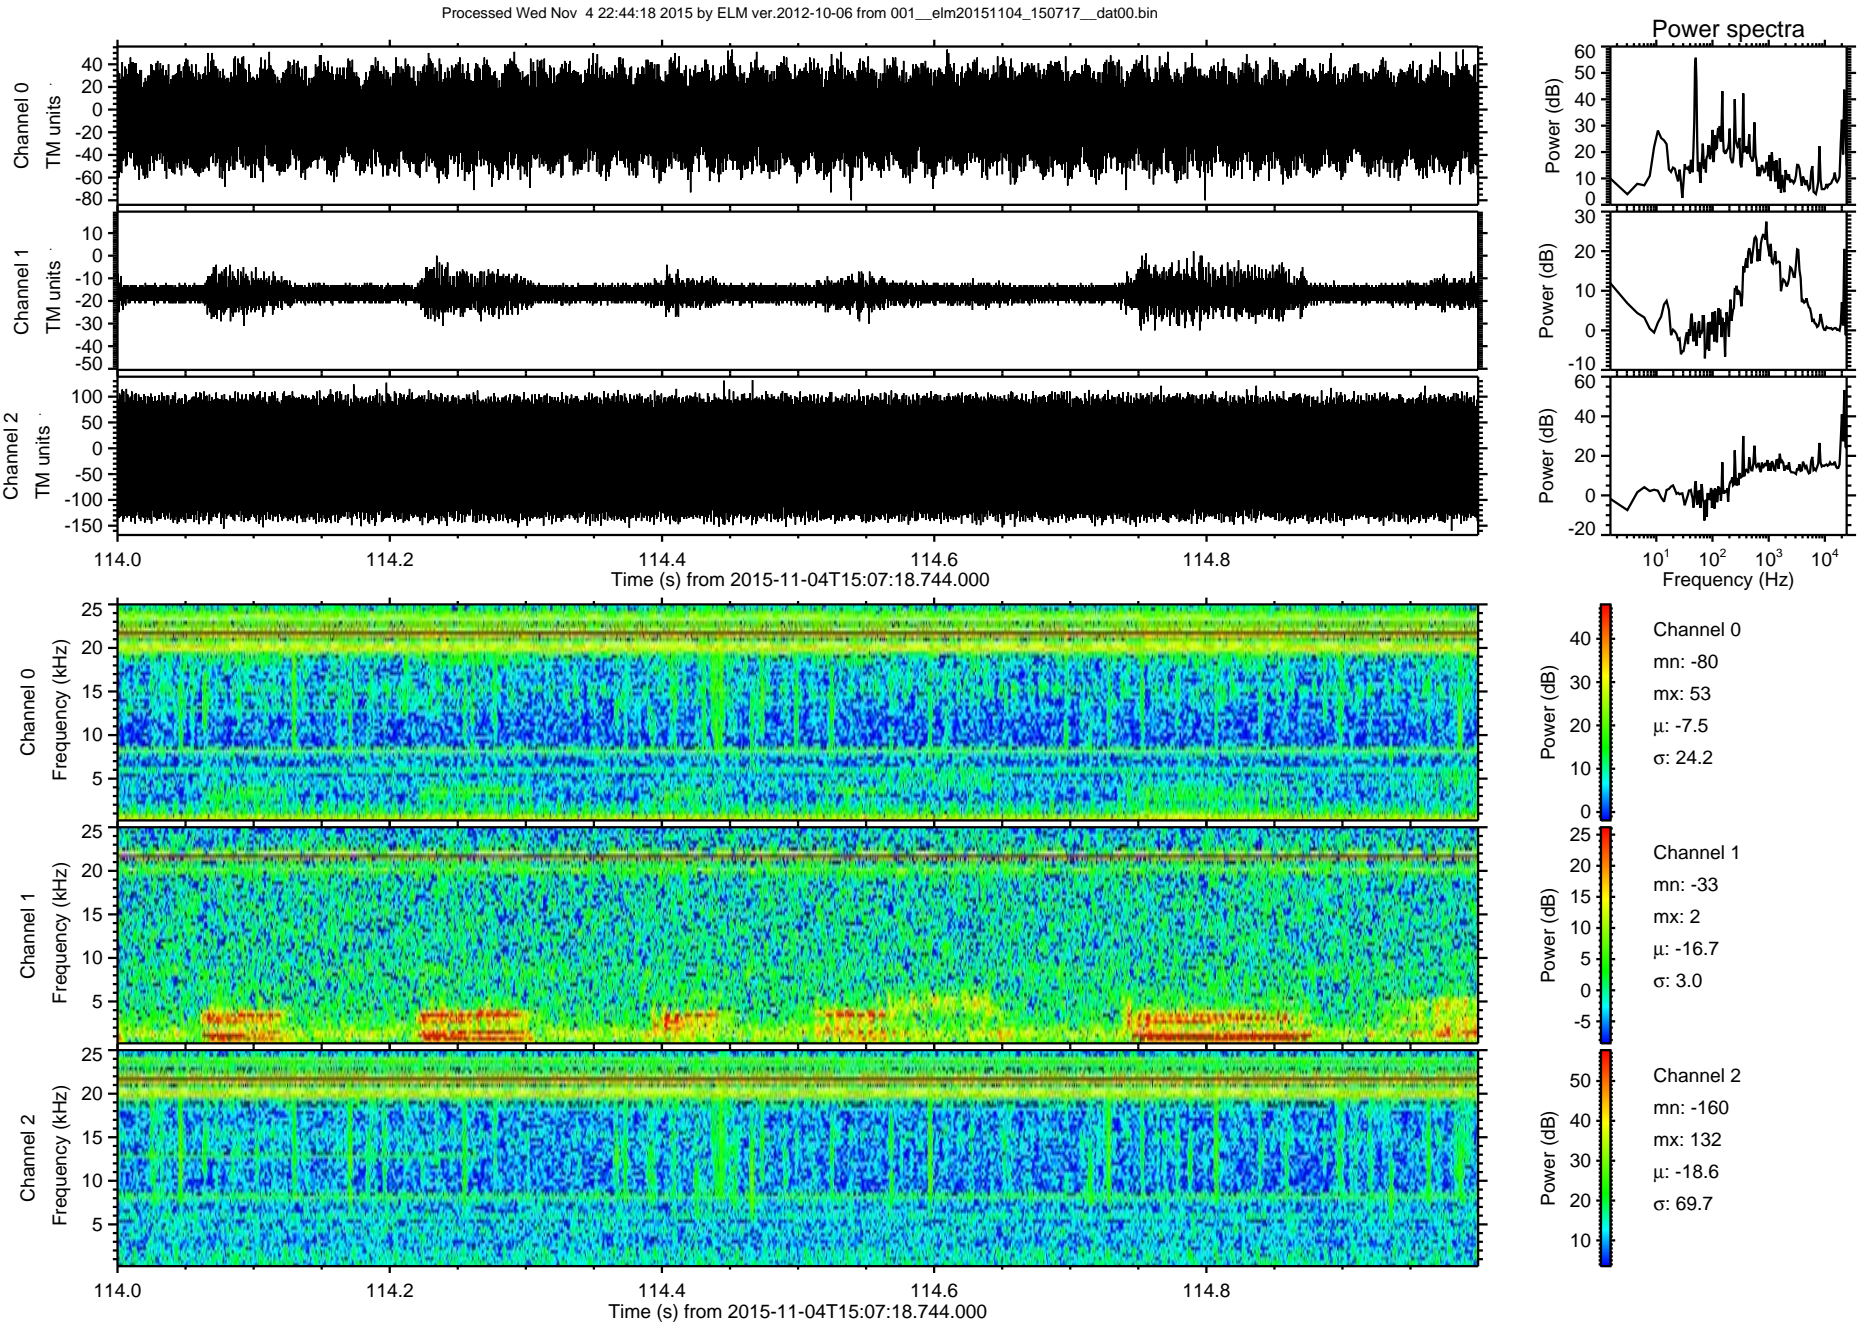 Processed Wed Nov  4 22:44:18 2015 by ELM ver.2012-10-06 from 001__elm20151104_150717__dat00.bin
Power spectra
Channel 0
TM units
40
20
0
-20
-40
-60
-80
Power (dB)
60
50
40
30
20
10
0
Channel 1
TM units
10
0
-10
-20
-30
-40
-50
Power (dB)
30
20
10
0
-10
Channel 2
TM units
100
50
0
-50
-100
-150
Power (dB)
60
40
20
0
-20
114.0 114.2 114.4 114.6 114.8
Time (s) from 2015-11-04T15:07:18.744.000
10¹ 10² 10³ 10⁴
Frequency (Hz)
Channel 0
Frequency (kHz)
25
20
15
10
5
Power (dB)
40
30
20
10
0
Channel 0
mn: -80
mx: 53
μ: -7.5
σ: 24.2
Channel 1
Frequency (kHz)
25
20
15
10
5
Power (dB)
25
20
15
10
5
0
-5
Channel 1
mn: -33
mx: 2
μ: -16.7
σ: 3.0
Channel 2
Frequency (kHz)
25
20
15
10
5
Power (dB)
50
40
30
20
10
Channel 2
mn: -160
mx: 132
μ: -18.6
σ: 69.7
114.0 114.2 114.4 114.6 114.8
Time (s) from 2015-11-04T15:07:18.744.000